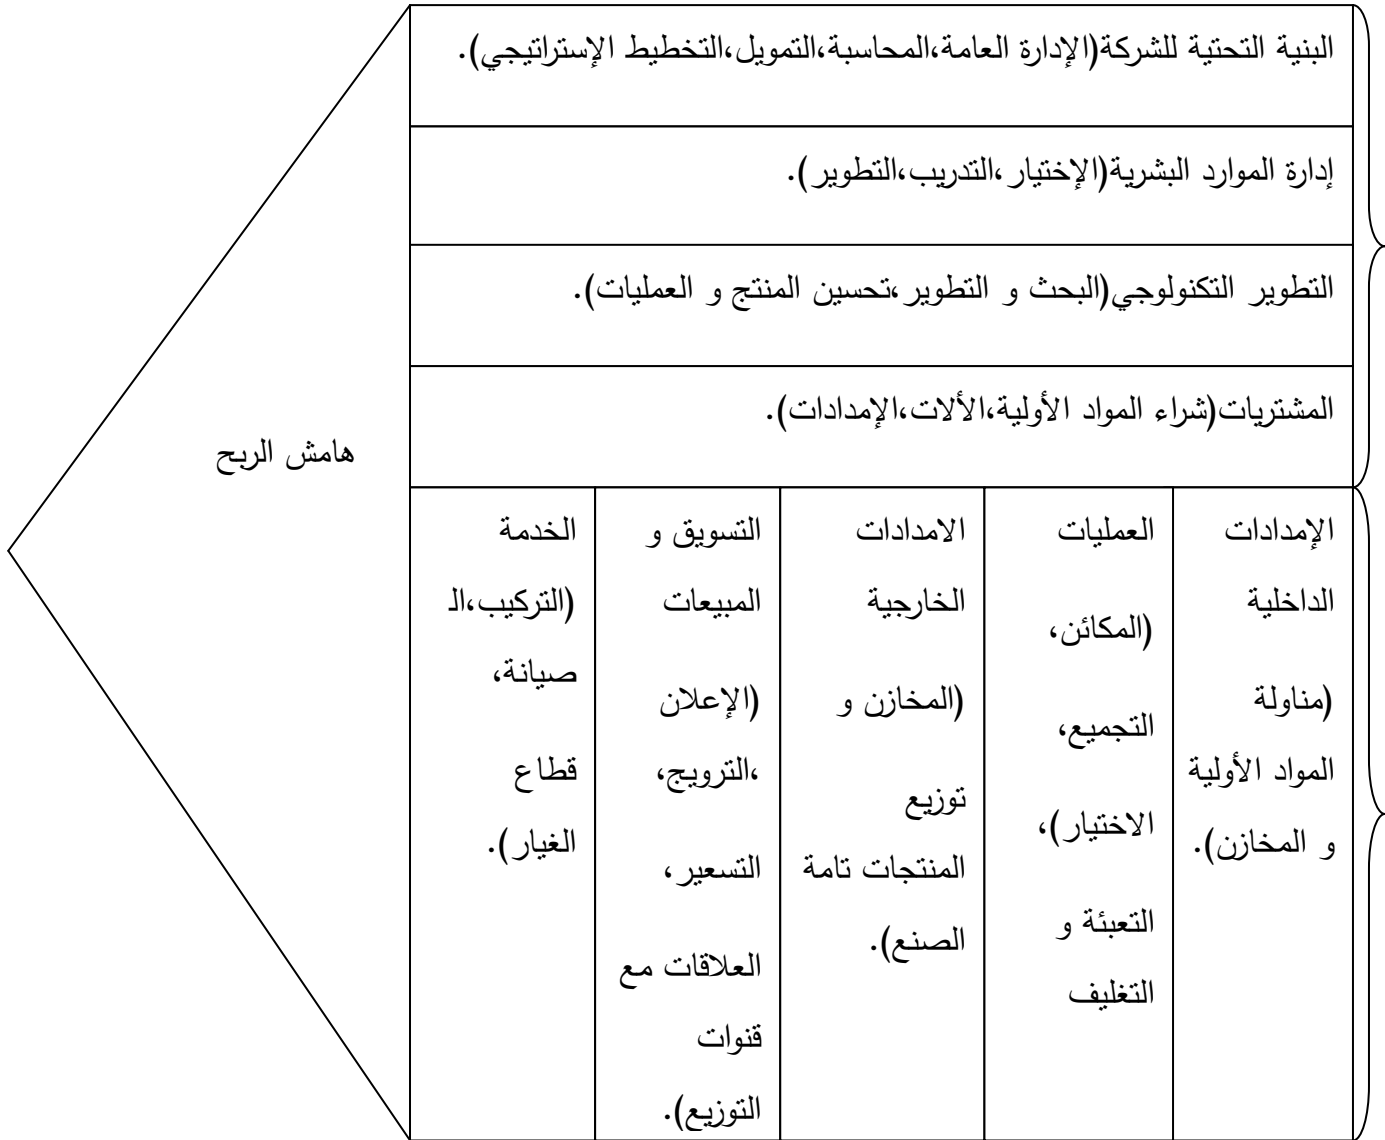 البنية التحتية للشركة(الإدارة العامة،المحاسبة،التمويل،التخطيط الإستراتيجي).
إدارة الموارد البشرية(الإختيار،التدريب،التطوير).
التطوير التكنولوجي(البحث و التطوير،تحسين المنتج و العمليات).
المشتريات(شراء المواد الأولية،الألات،الإمدادات).
هامش الربح
الإمدادات
الداخلية
(مناولة
المواد الأولية
و المخازن).
العمليات
(المكائن،
التجميع،
الاختيار)،
التعبئة و
التغليف
الامدادات
الخارجية
(المخازن و
توزيع
المنتجات تامة
الصنع).
التسويق و
المبيعات
(الإعلان
،الترويج،
التسعير،
العلاقات مع
قنوات
التوزيع).
الخدمة
(التركيب،الـ
صيانة،
قطاع
الغيار).